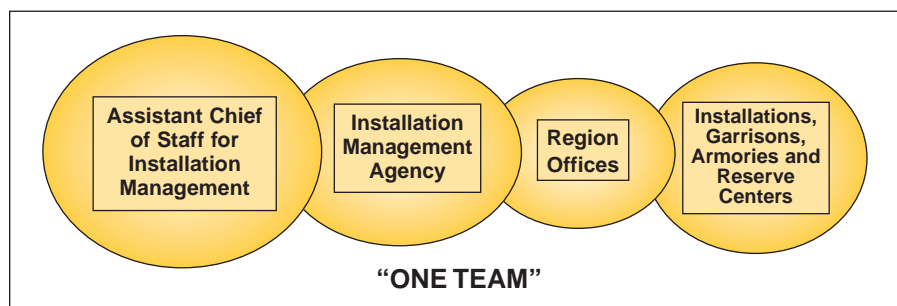 Assistant Chief
of Staff for
Installation
Management
Installation
Management
Agency
Region
Offices
Installations,
Garrisons,
Armories and
Reserve
Centers
“ONE TEAM”